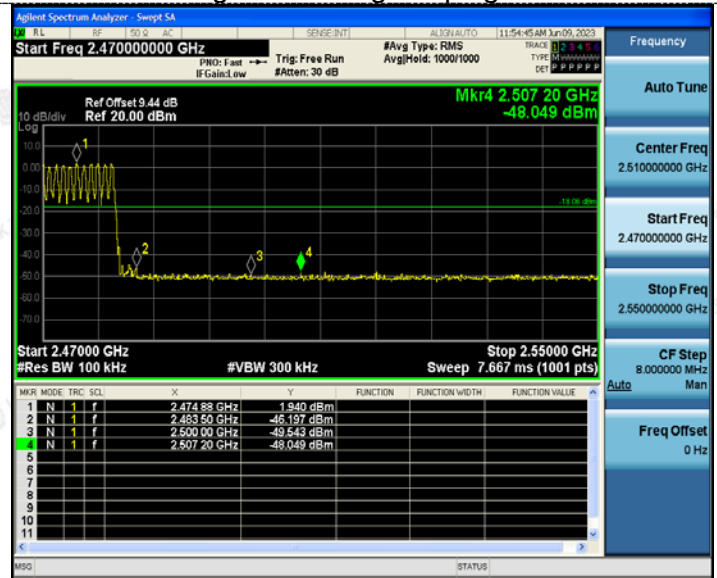 Agilent Spectrum Analyzer - Swept SA
RL RF 50 Ω AC SENSE:INT ALIGN AUTO 11:54:45 AM Jun 09, 2023
Start Freq 2.470000000 GHz #Avg Type: RMS TRACE 1 2 3 4 5 6
PNO: Fast Trig: Free Run Avg|Hold: 1000/1000 TYPE M
IFGain:Low #Atten: 30 dB DET P P P P P P
Frequency
Auto Tune
Center Freq
2.510000000 GHz
Start Freq
2.470000000 GHz
Stop Freq
2.550000000 GHz
CF Step
8.000000 MHz
Auto Man
Freq Offset
0 Hz
Mkr4 2.507 20 GHz
-48.049 dBm
Ref Offset 9.44 dB
10 dB/div Ref 20.00 dBm
Log
10.0
0.00
-10.0
-20.0
-30.0
-40.0
-50.0
-60.0
-70.0
1
2
3
4
-18.06 dBm
Start 2.47000 GHz Stop 2.55000 GHz
#Res BW 100 kHz #VBW 300 kHz Sweep 7.667 ms (1001 pts)
MKR MODE TRC SCL X Y FUNCTION FUNCTION WIDTH FUNCTION VALUE
1 N 1 f 2.474 88 GHz 1.940 dBm
2 N 1 f 2.483 50 GHz -46.197 dBm
3 N 1 f 2.500 00 GHz -49.543 dBm
4 N 1 f 2.507 20 GHz -48.049 dBm
5
6
7
8
9
10
11
MSG STATUS